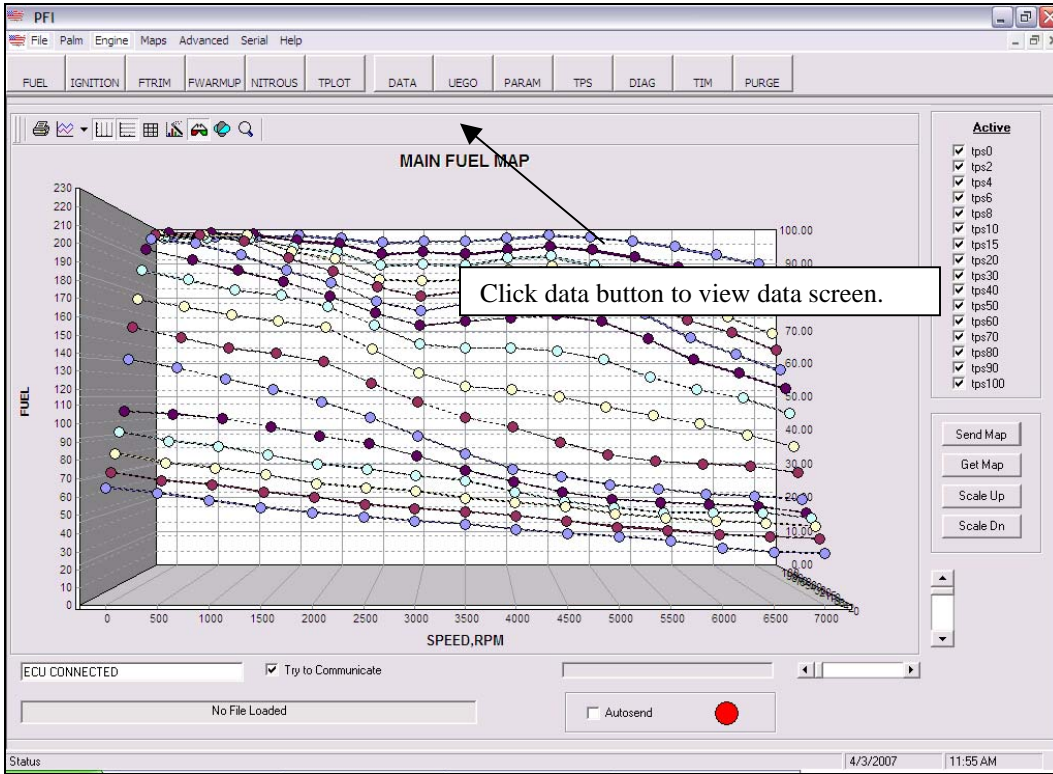 PFI
File Palm Engine Maps Advanced Serial Help
FUEL IGNITION FTRIM FWARMUP NITROUS TPLOT DATA UEGO PARAM TPS DIAG TIM PURGE
MAIN FUEL MAP
Active
tps0
tps2
tps4
tps6
tps8
tps10
tps15
tps20
tps30
tps40
tps50
tps60
tps70
tps80
tps90
tps100
230
220
210
200
190
180
170
160
150
140
130
120
110
100
90
80
70
60
50
40
30
20
10
0
FUEL
100.00
90.00
70.00
60.00
50.00
40.00
30.00
20.00
10.00
0.00
Click data button to view data screen.
0 500 1000 1500 2000 2500 3000 3500 4000 4500 5000 5500 6000 6500 7000
SPEED,RPM
Send Map
Get Map
Scale Up
Scale Dn
ECU CONNECTED
Try to Communicate
No File Loaded
Autosend
Status
4/3/2007
11:55 AM